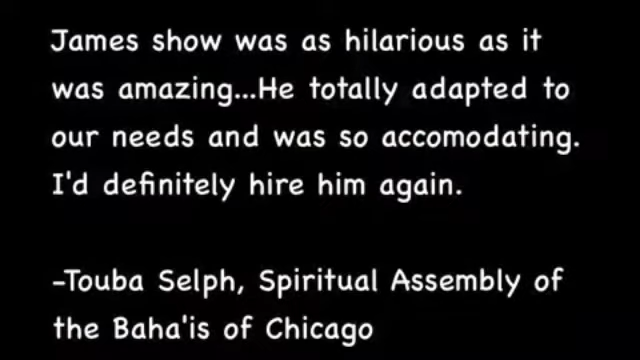 James show was as hilarious as it
was amazing...He totally adapted to
our needs and was so accomodating.
I'd definitely hire him again.
-Touba Selph, Spiritual Assembly of
the Baha'is of Chicago